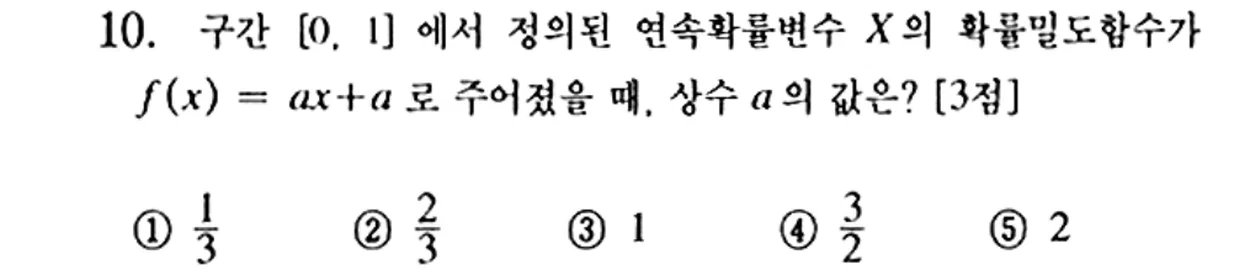 10. 구간 [0, 1] 에서 정의된 연속확률변수 X의 확률밀도함수가
f(x) = ax+a 로 주어졌을 때, 상수 a의 값은? [3점]
① 1/3 ② 2/3 ③ 1 ④ 3/2 ⑤ 2